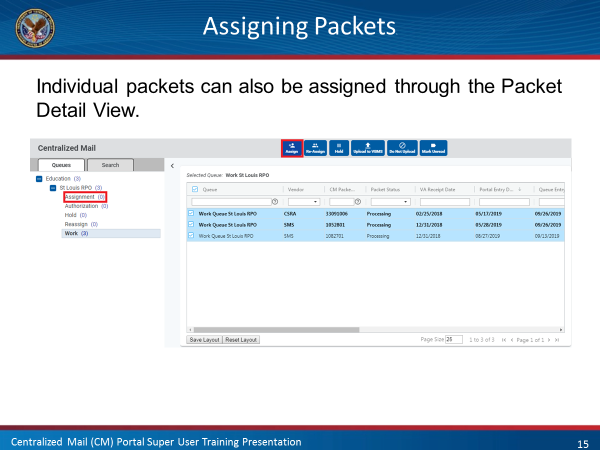 Assigning Packets
Individual packets can also be assigned through the Packet
Detail View.
Centralized Mail
Assign Re-Assign Hold Upload to VBMS Do Not Upload Mark Unread
Queues Search
Selected Queue: Work St Louis RPO
Education (3)
St Louis RPO (3)
Assignment (0)
Authorization (0)
Hold (0)
Reassign (0)
Work (3)
Queue Vendor CM Packe... Packet Status VA Receipt Date Portal Entry D... Queue Entry
Work Queue St Louis RPO CSRA 33091006 Processing 02/25/2018 05/17/2019 09/26/2019
Work Queue St Louis RPO SMS 1052801 Processing 12/31/2018 05/28/2019 09/26/2019
Work Queue St Louis RPO SMS 1082701 Processing 12/31/2018 08/27/2019 09/13/2019
Save Layout Reset Layout Page Size 25 1 to 3 of 3 Page 1 of 1
Centralized Mail (CM) Portal Super User Training Presentation
15